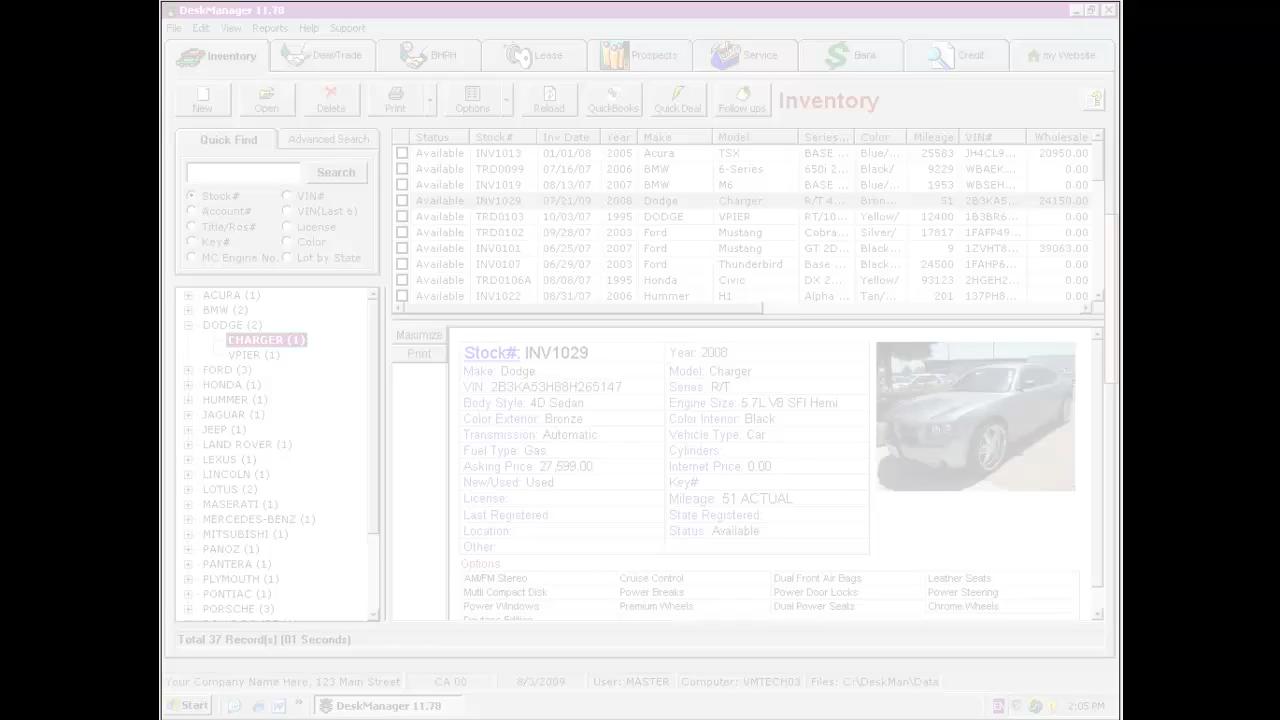 DeskManager 11.78
File Edit View Reports Help Support
Inventory Deal/Trade BHPH Lease Prospects Service Bank Credit my Website
New Open Delete Print Options Reload QuickBooks Quick Deal Follow ups Inventory
Quick Find Advanced Search
Search
Stock# VIN#
Account# VIN(Last 6)
Title/Ros# License
Key# Color
MC Engine No. Lot by State
Status Stock# Inv Date Year Make Model Series... Color Mileage VIN# Wholesale
Available INV1013 01/01/08 2005 Acura TSX BASE ... Blue/... 25583 JH4CL9... 20950.00
Available TRD0099 07/16/07 2006 BMW 6-Series 650i 2... Black/ 9229 WBAEK... 0.00
Available INV1019 08/13/07 2007 BMW M6 BASE ... Blue/... 1953 WBSEH... 0.00
Available INV1029 07/21/09 2008 Dodge Charger R/T 4... Bron... 51 2B3KA5... 24150.00
Available TRD0103 10/03/07 1995 DODGE VPIER RT/10... Yellow/ 12400 1B3BR6... 0.00
Available TRD0102 09/28/07 2003 Ford Mustang Cobra... Silver/ 17817 1FAFP49... 0.00
Available INV0101 06/25/07 2007 Ford Mustang GT 2D... Black... 9 1ZVHT8... 39063.00
Available INV0107 06/29/07 2003 Ford Thunderbird Base ... Black... 24500 1FAHP6... 0.00
Available TRD0106A 08/08/07 1995 Honda Civic DX 2... Yellow/ 93123 2HGEH2... 0.00
Available INV1022 08/31/07 2006 Hummer H1 Alpha ... Tan/... 201 137PH8... 0.00
ACURA (1)
BMW (2)
DODGE (2)
CHARGER (1)
VPIER (1)
FORD (3)
HONDA (1)
HUMMER (1)
JAGUAR (1)
JEEP (1)
LAND ROVER (1)
LEXUS (1)
LINCOLN (1)
LOTUS (2)
MASERATI (1)
MERCEDES-BENZ (1)
MITSUBISHI (1)
PANOZ (1)
PANTERA (1)
PLYMOUTH (1)
PONTIAC (1)
PORSCHE (3)
Maximize
Print
Stock#: INV1029 Year: 2008
Make: Dodge Model: Charger
VIN: 2B3KA53H88H265147 Series: R/T
Body Style: 4D Sedan Engine Size: 5.7L V8 SFI Hemi
Color Exterior: Bronze Color Interior: Black
Transmission: Automatic Vehicle Type: Car
Fuel Type: Gas Cylinders:
Asking Price: 27,599.00 Internet Price: 0.00
New/Used: Used Key#
License: Mileage: 51 ACTUAL
Last Registered State Registered:
Location: Status: Available
Other:
Options
AM/FM Stereo Cruise Control Dual Front Air Bags Leather Seats
Multi Compact Disk Power Breaks Power Door Locks Power Steering
Power Windows Premium Wheels Dual Power Seats Chrome Wheels
Total 37 Record(s) (01 Seconds)
Your Company Name Here, 123 Main Street CA 00 8/3/2009 User: MASTER Computer: VMTECH03 Files: C:\DeskMan\Data
Start DeskManager 11.78 EN 2:05 PM